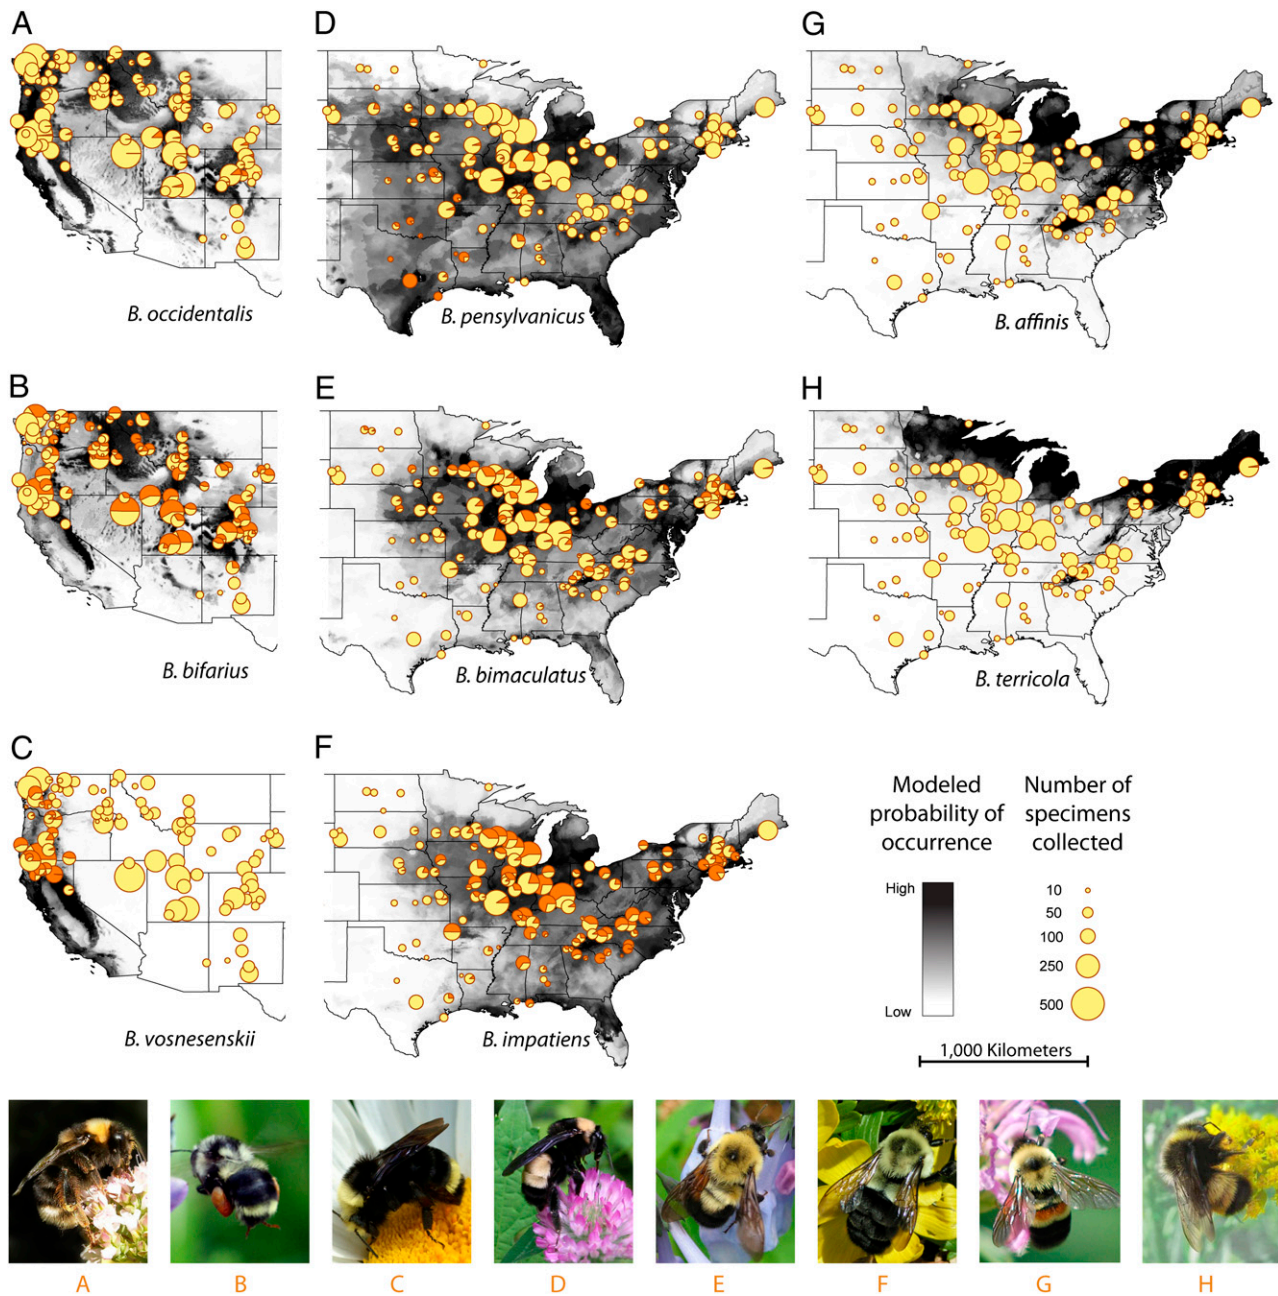 A
D
G
B. occidentalis
B. pensylvanicus
B. affinis
B
E
H
B. bifarius
B. bimaculatus
B. terricola
C
F
B. vosnesenskii
B. impatiens
Modeled
probability of
occurrence
High
Low
Number of
specimens
collected
10
50
100
250
500
1,000 Kilometers
A
B
C
D
E
F
G
H